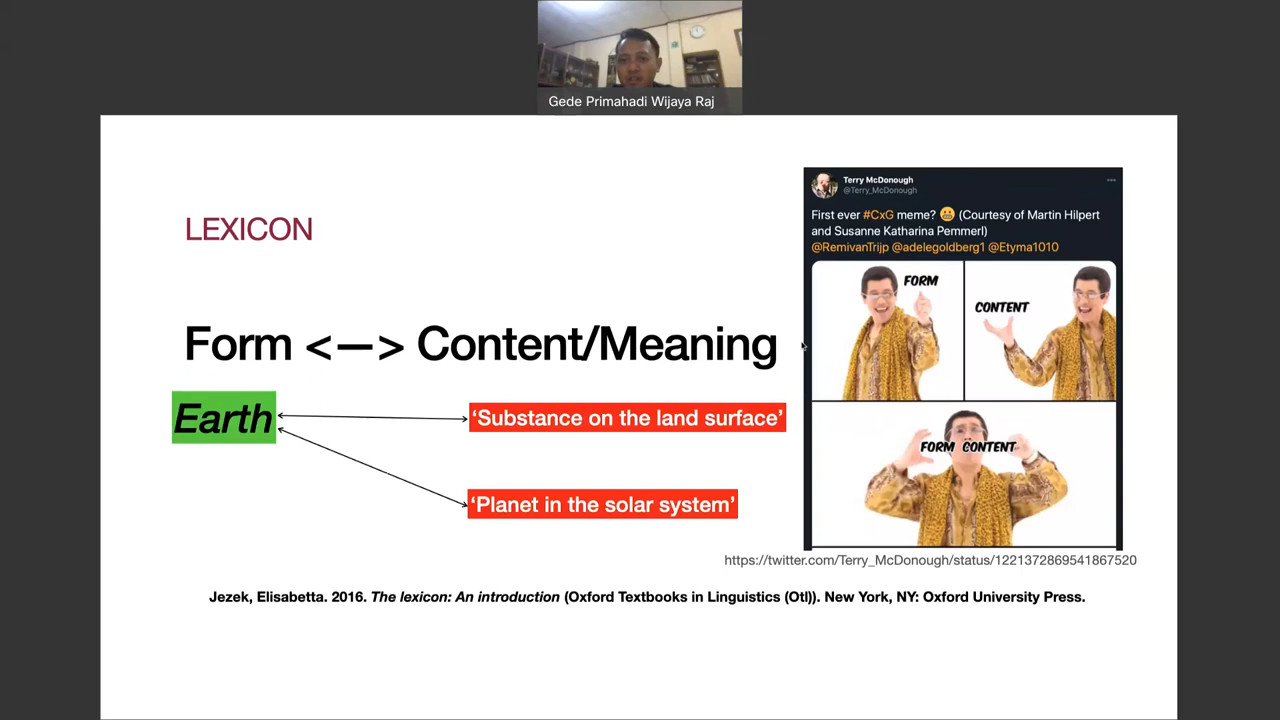 Gede Primahadi Wijaya Raj
LEXICON
Form <—> Content/Meaning
Earth
‘Substance on the land surface’
‘Planet in the solar system’
Terry McDonough
@Terry_McDonough
First ever #CxG meme? 😬 (Courtesy of Martin Hilpert
and Susanne Katharina Pemmerl)
@RemivanTrijp @adelegoldberg1 @Etyma1010
FORM
CONTENT
FORM CONTENT
https://twitter.com/Terry_McDonough/status/1221372869541867520
Jezek, Elisabetta. 2016. The lexicon: An introduction (Oxford Textbooks in Linguistics (Otl)). New York, NY: Oxford University Press.